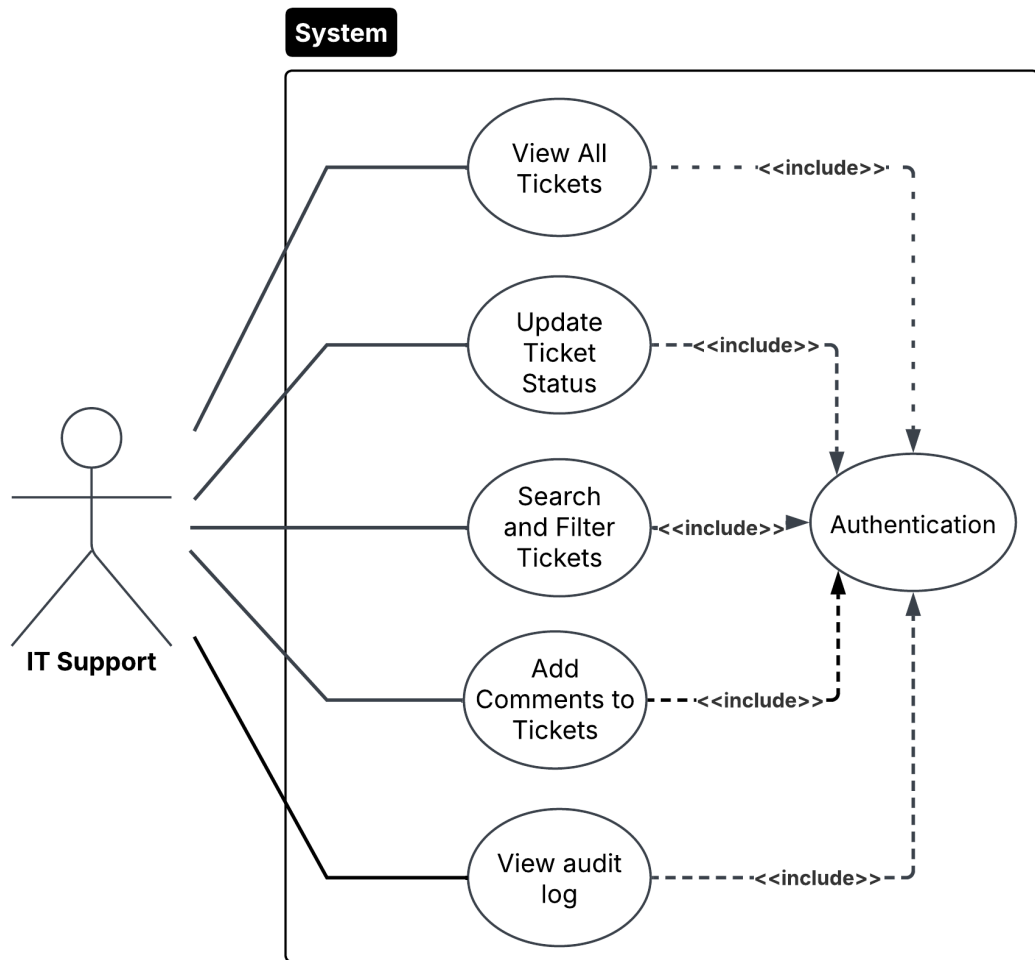 System
View All
Tickets
<<include>>
Update
Ticket
Status
<<include>>
Search
and Filter
Tickets
<<include>>
Authentication
IT Support
Add
Comments to
Tickets
<<include>>
View audit
log
<<include>>